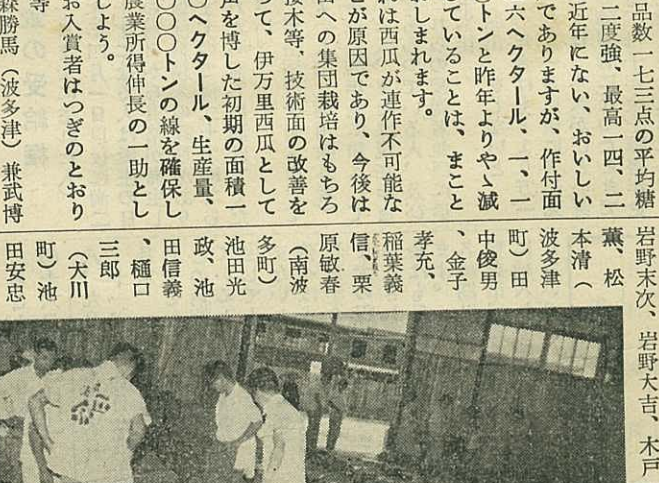 品数一七三点の平均糖
二度強、最高一四、二
近年にない、おいしい
でありますが、作付面
六ヘクタール、一、一
〇トンと昨年よりやゝ減
していることは、まこと
しまれます。
れは西瓜が連作不可能な
が原因であり、今後は
への集団栽培はもちろ
接木等、技術面の改善を
って、伊万里西瓜として
声を博した初期の面積一
〇ヘクタール、生産量、
〇〇〇トンの線を確保し
農業所得伸長の一助とし
しよう。
お入賞者はつぎのとおり
等
森勝馬（波多津）兼武博
岩野末次、岩野大吉、木戸
薫、松
本清（
波多津
町）田
中俊男
、金子
孝充、
稲葉義
信、栗
原敏春
（南波
多町）
池田光
政、池
田信義
、樋口
三郎
（大川
町）池
田安忠